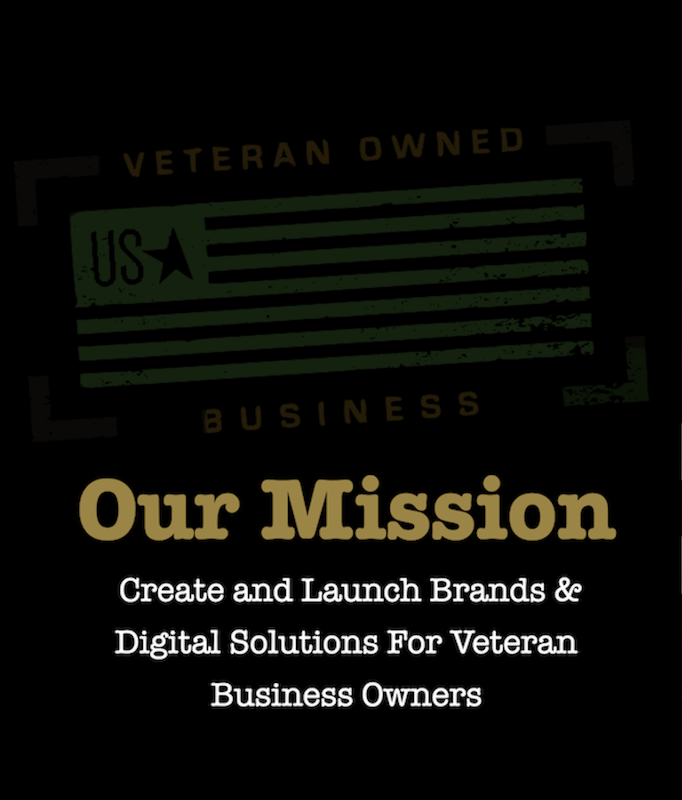 VETERAN OWNED
US
BUSINESS
Our Mission
Create and Launch Brands &
Digital Solutions For Veteran
Business Owners